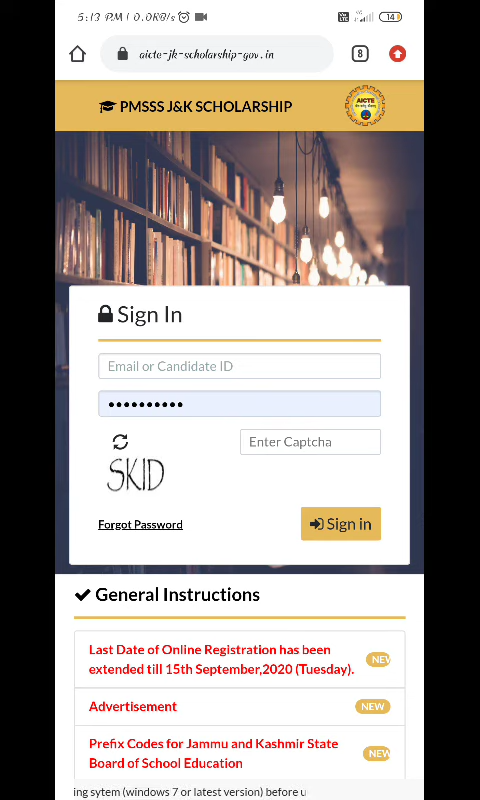 5:13 PM | 0.0KB/s
14
aicte-jk-scholarship-gov.in
8
PMSSS J&K SCHOLARSHIP
AICTE
Sign In
Email or Candidate ID
••••••••••
Enter Captcha
SKID
Forgot Password
Sign in
General Instructions
Last Date of Online Registration has been
extended till 15th September,2020 (Tuesday).
NEW
Advertisement
NEW
Prefix Codes for Jammu and Kashmir State
Board of School Education
NEW
ing sytem (windows 7 or latest version) before u